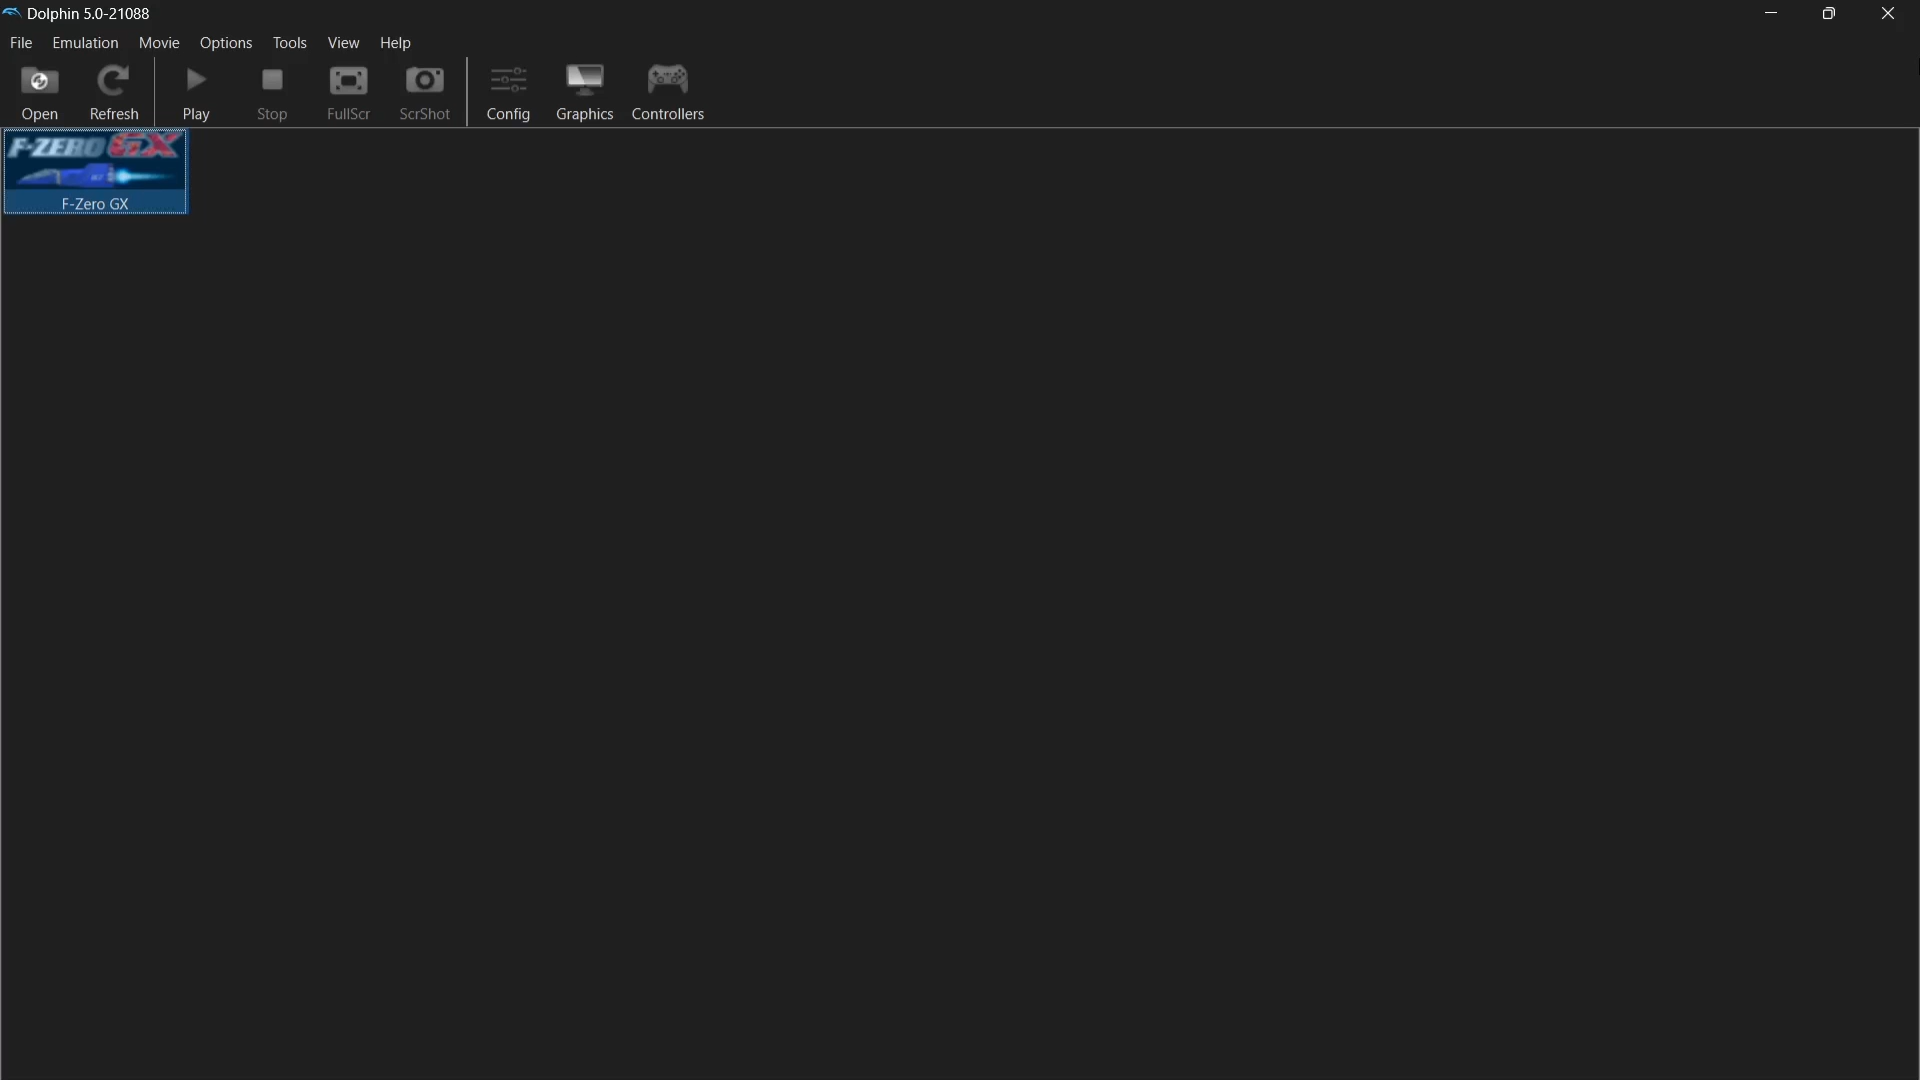 Dolphin 5.0-21088
File Emulation Movie Options Tools View Help
Open Refresh Play Stop FullScr ScrShot Config Graphics Controllers
F-ZERO GX
F-Zero GX